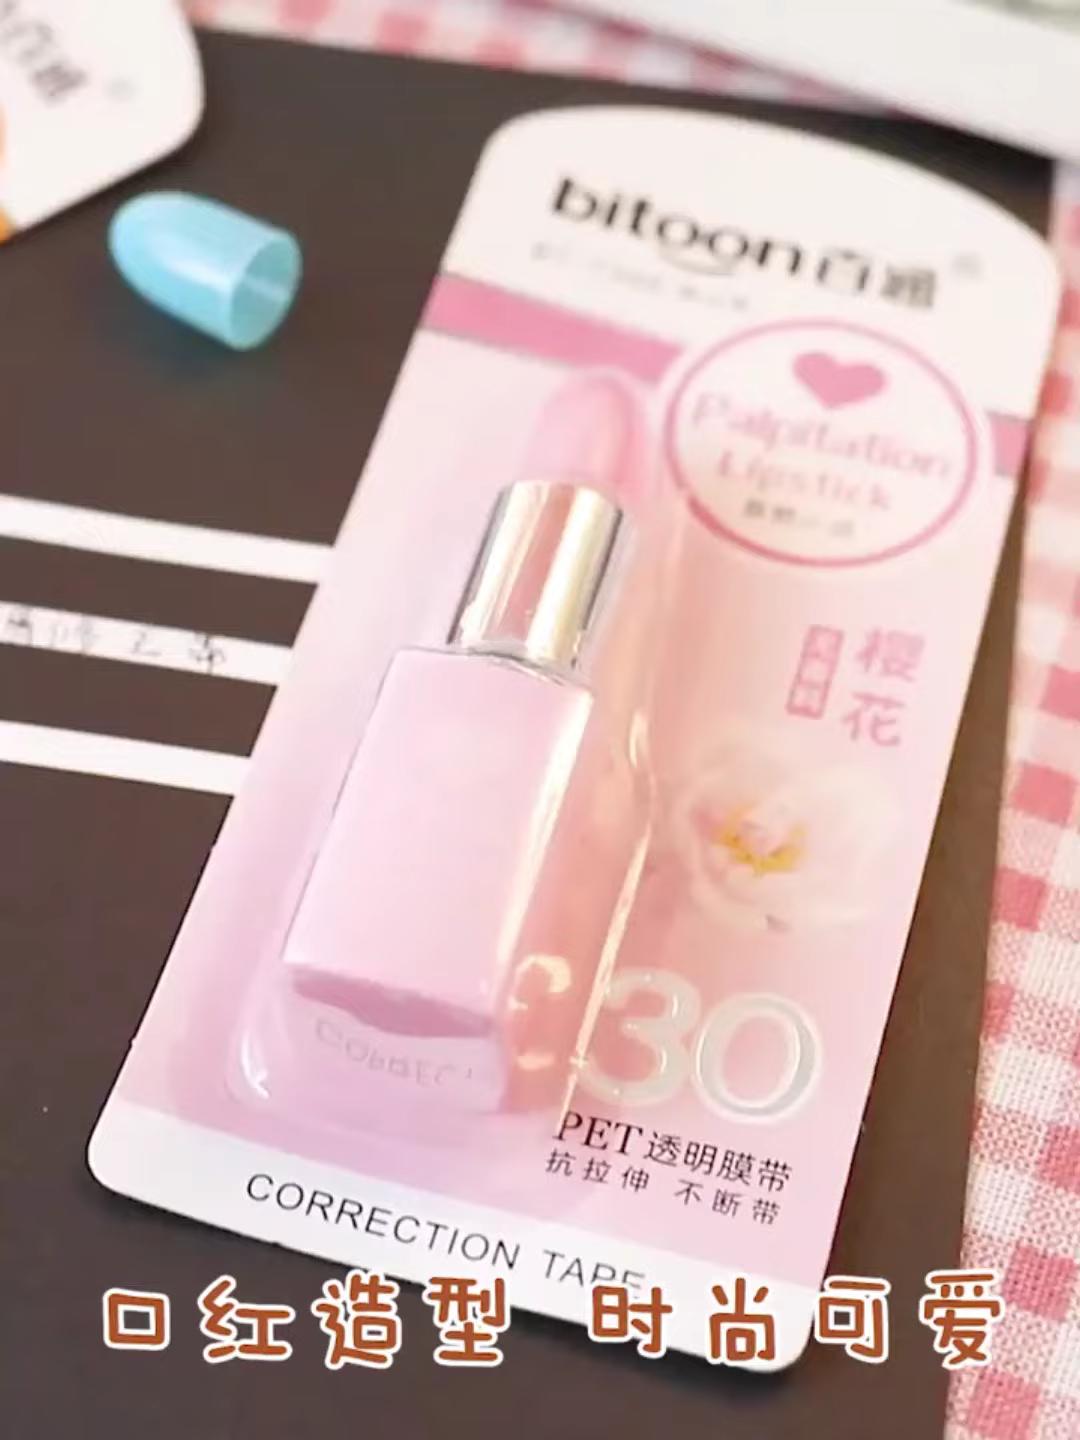 bitoon百通
Palpitation
Lipstick
樱花
30
PET透明膜带
抗拉伸 不断带
CORRECTION TAPE
口红造型 时尚可爱